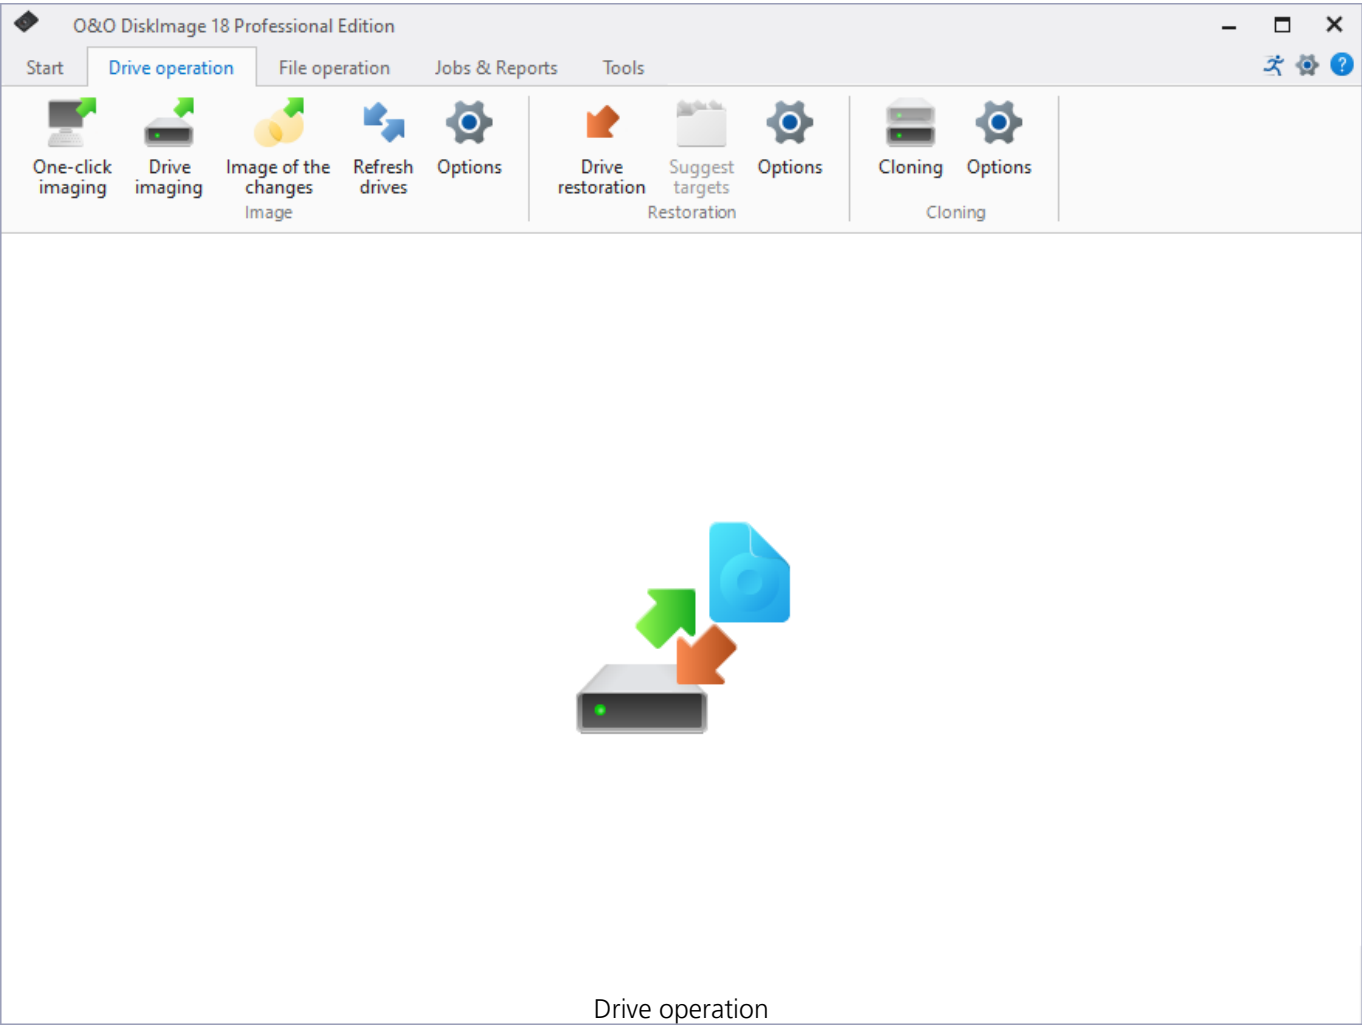 O&O DiskImage 18 Professional Edition
Start Drive operation File operation Jobs & Reports Tools
One-click Drive Image of the Refresh Options Drive Suggest Options Cloning Options
imaging imaging changes drives restoration targets
Image Restoration Cloning
Drive operation